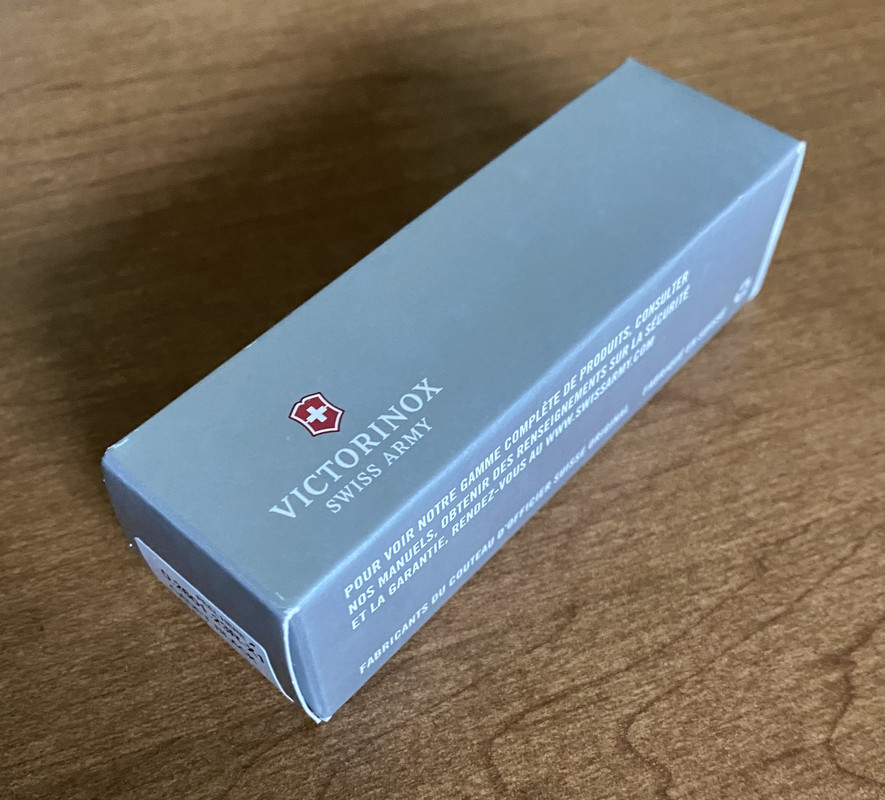 VICTORINOX
SWISS ARMY
POUR VOIR NOTRE GAMME COMPLÈTE DE PRODUITS, CONSULTER
NOS MANUELS, OBTENIR DES RENSEIGNEMENTS SUR LA SÉCURITÉ
ET LA GARANTIE, RENDEZ-VOUS AU WWW.SWISSARMY.COM
FABRICANTS DU COUTEAU D'OFFICIER SUISSE ORIGINAL